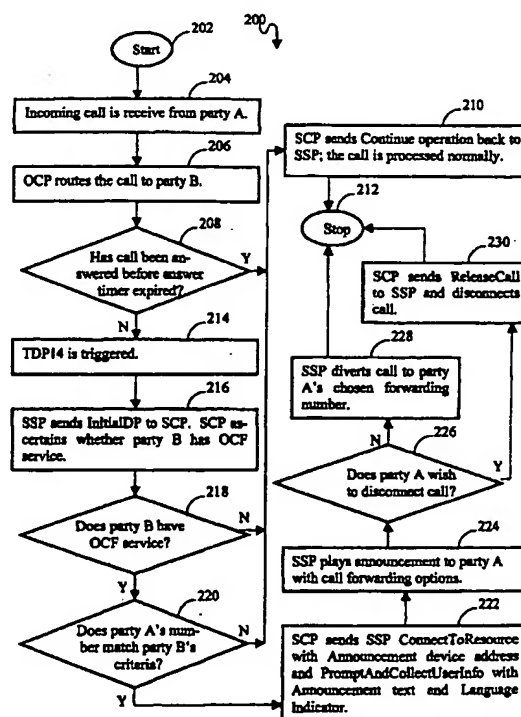 200
202
Start
204
Incoming call is receive from party A.
206
OCP routes the call to party B.
208
Has call been an-
swered before answer
timer expired?
Y
N
214
TDP14 is triggered.
216
SSP sends InitialDP to SCP. SCP as-
certains whether party B has OCF
service.
218
Does party B have
OCF service?
N
Y
220
Does party A's num-
ber match party B's
criteria?
N
Y
210
SCP sends Continue operation back to
SSP; the call is processed normally.
212
Stop
230
SCP sends ReleaseCall
to SSP and disconnects
call.
228
SSP diverts call to party
A's chosen forwarding
number.
226
N
Y
Does party A wish
to disconnect call?
224
SSP plays announcement to party A
with call forwarding options.
222
SCP sends SSP ConnectToResource
with Announcement device address
and PromptAndCollectUserInfo with
Announcement text and Language
Indicator.